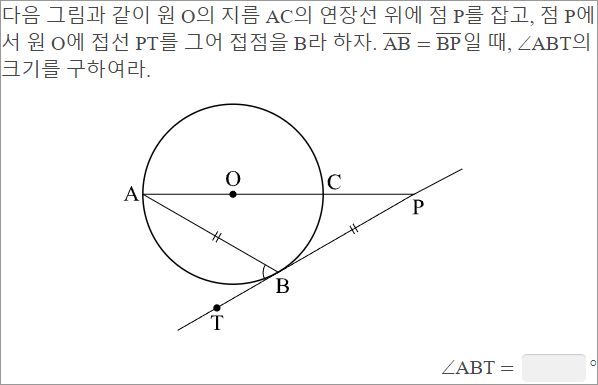 다음 그림과 같이 원 O의 지름 AC의 연장선 위에 점 P를 잡고, 점 P에
서 원 O에 접선 PT를 그어 접점을 B라 하자. A̅B̅ = B̅P̅일 때, ∠ABT의
크기를 구하여라.
A O C P
B
T
∠ABT = °